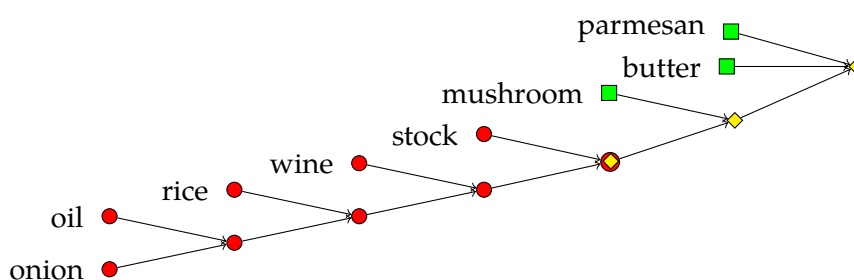 parmesan
butter
mushroom
stock
wine
rice
oil
onion